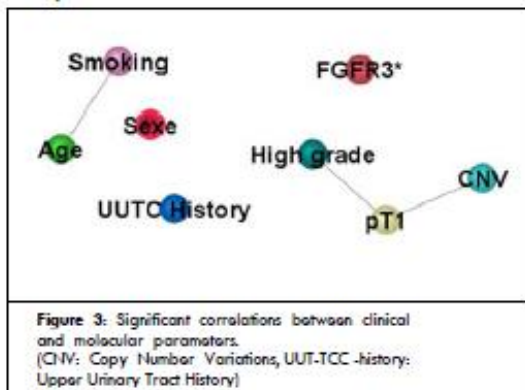 Smoking
FGFR3*
Sexe
Age
High grade
CNV
UUTC History
pT1
Figure 3: Significant correlations between clinical
and molecular parameters.
(CNV: Copy Number Variations, UUT-TCC -history:
Upper Urinary Tract History)